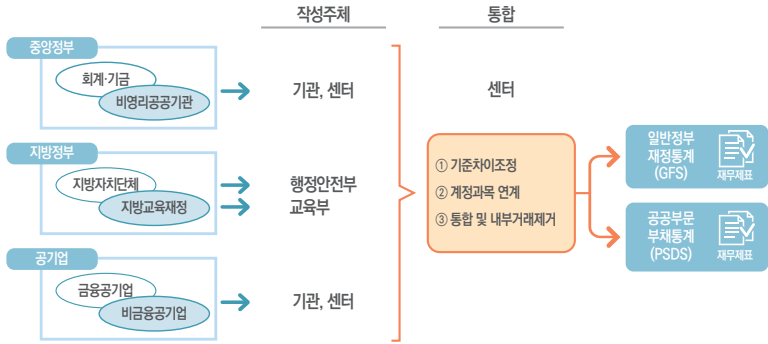 작성주체
통합
중앙정부
회계·기금
비영리공공기관
기관, 센터
센터
지방정부
지방자치단체
지방교육재정
행정안전부
교육부
공기업
금융공기업
비금융공기업
기관, 센터
① 기준차이조정
② 계정과목 연계
③ 통합 및 내부거래제거
일반정부
재정통계
(GFS)
재무제표
공공부문
부채통계
(PSDS)
재무제표